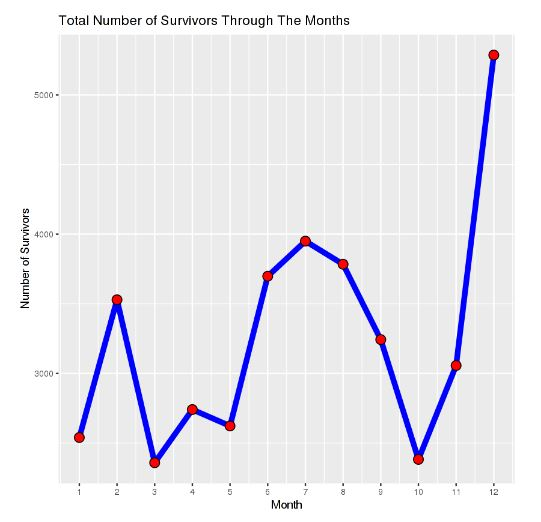 Total Number of Survivors Through The Months
Number of Survivors
5000
4000
3000
1 2 3 4 5 6 7 8 9 10 11 12
Month